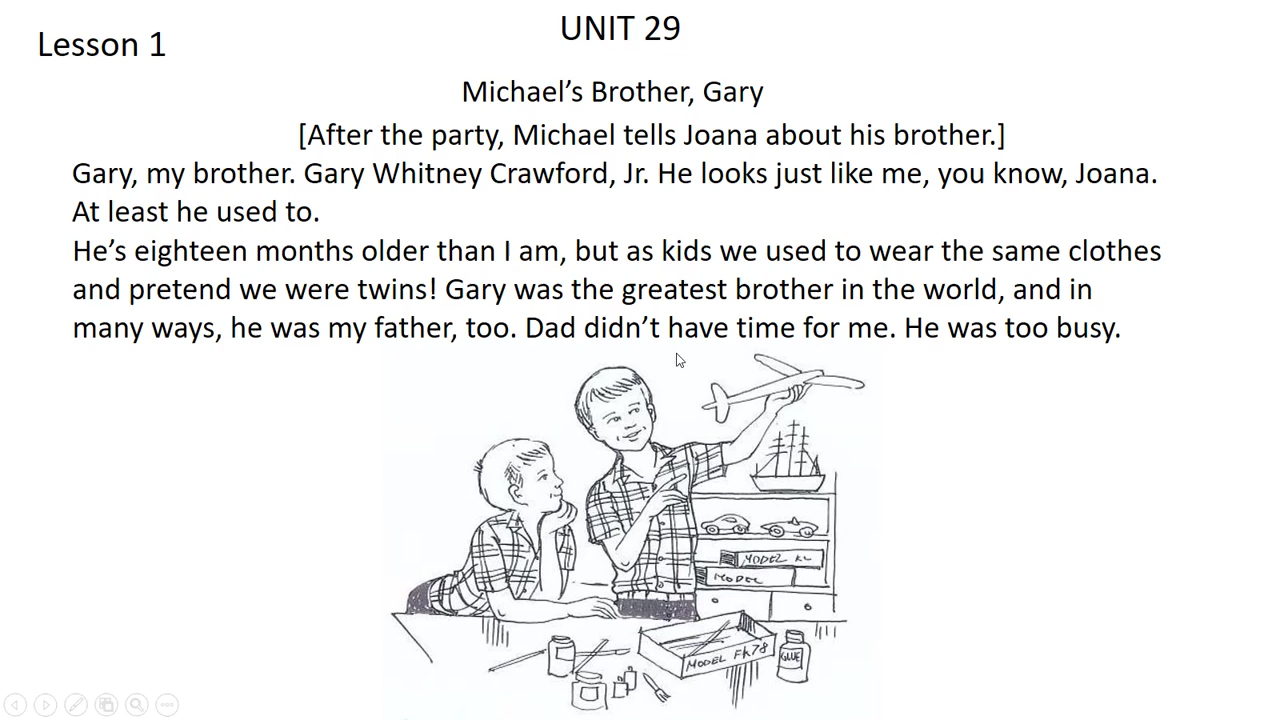 UNIT 29
Lesson 1
Michael's Brother, Gary
[After the party, Michael tells Joana about his brother.]
Gary, my brother. Gary Whitney Crawford, Jr. He looks just like me, you know, Joana.
At least he used to.
He's eighteen months older than I am, but as kids we used to wear the same clothes
and pretend we were twins! Gary was the greatest brother in the world, and in
many ways, he was my father, too. Dad didn't have time for me. He was too busy.
MODEL
MODEL
MODEL
GLUE